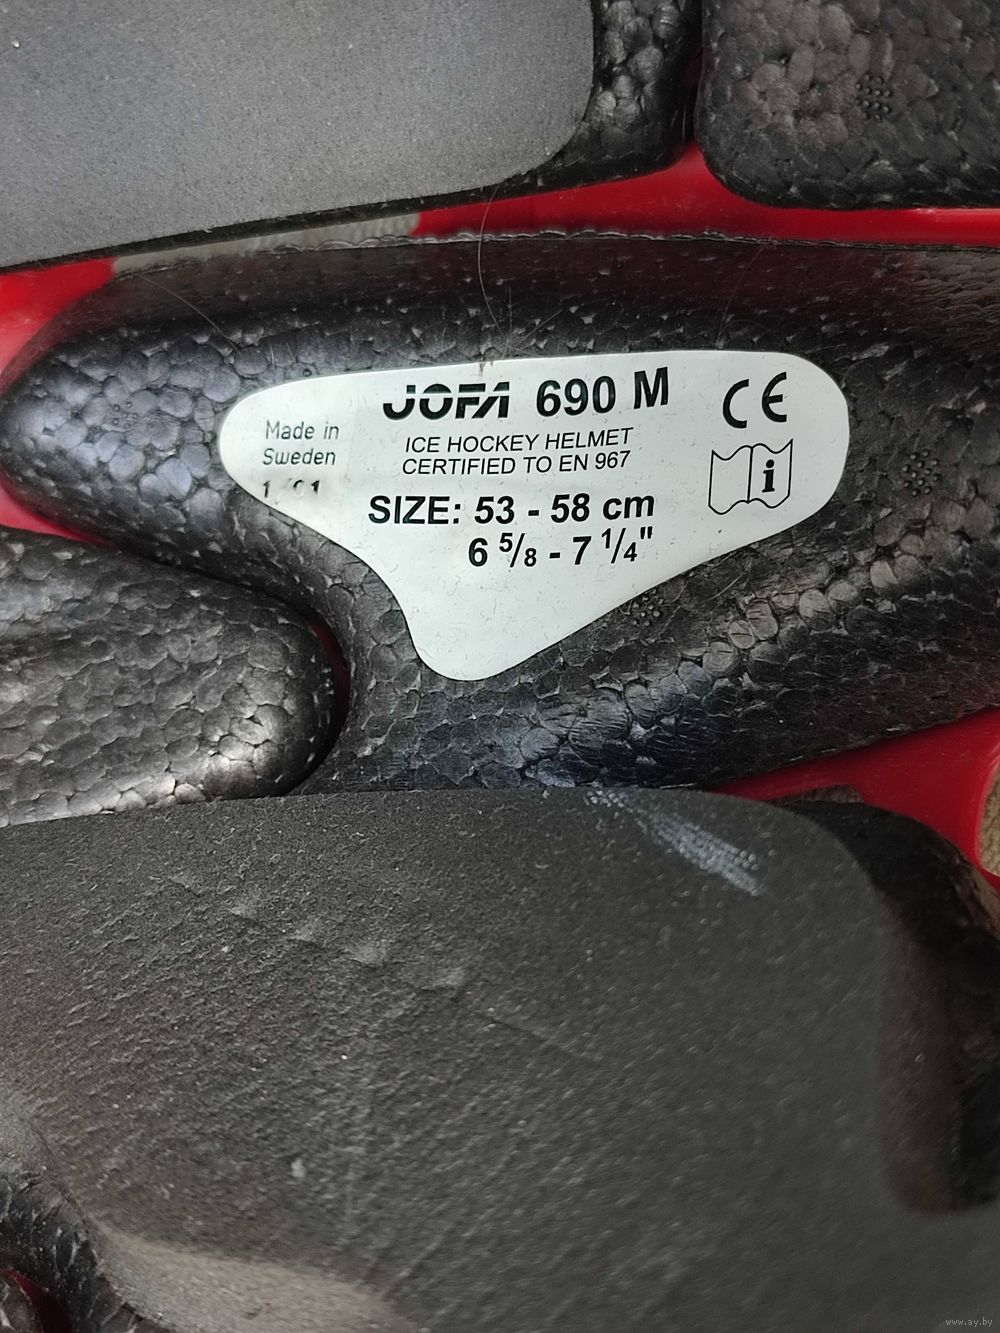 JOFA 690 M
Made in
Sweden
ICE HOCKEY HELMET
CERTIFIED TO EN 967
SIZE: 53 - 58 cm
6 5/8 - 7 1/4"
CE
i
www.ay.by